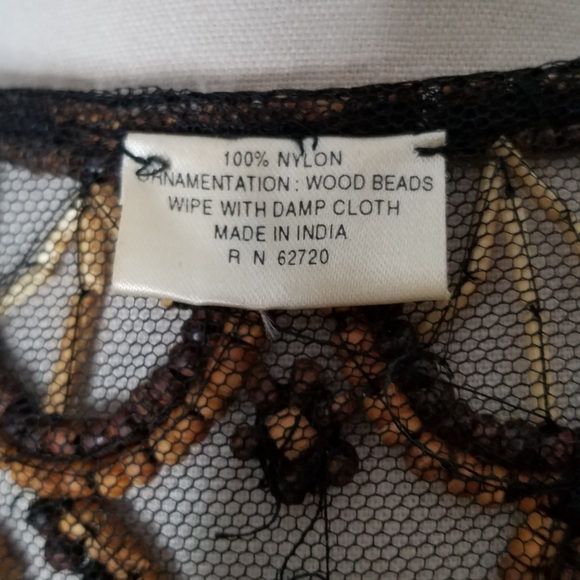 100% NYLON
ORNAMENTATION: WOOD BEADS
WIPE WITH DAMP CLOTH
MADE IN INDIA
R N 62720